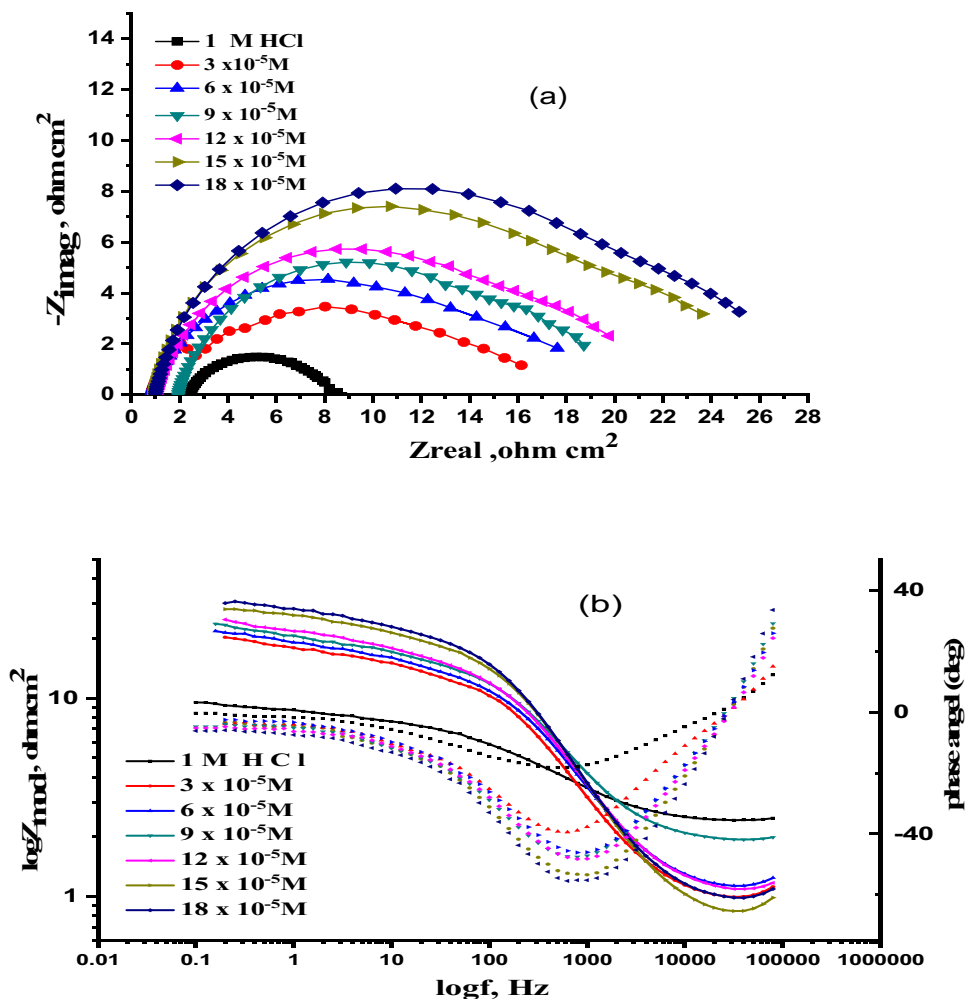 14
12
10
8
6
4
2
0
-Zimag, ohmcm2
1 M HCl
3 x10-5M
6 x 10-5M
9 x 10-5M
12 x 10-5M
15 x 10-5M
18 x 10-5M
(a)
0 2 4 6 8 10 12 14 16 18 20 22 24 26 28
Zreal ,ohm cm2
(b)
10
1
logZmod, ohmcm2
40
0
-40
phase angel (deg)
1 M H Cl
3 x 10-5M
6 x 10-5M
9 x 10-5M
12 x 10-5M
15 x 10-5M
18 x 10-5M
0.01 0.1 1 10 100 1000 10000 100000 1000000
logf, Hz